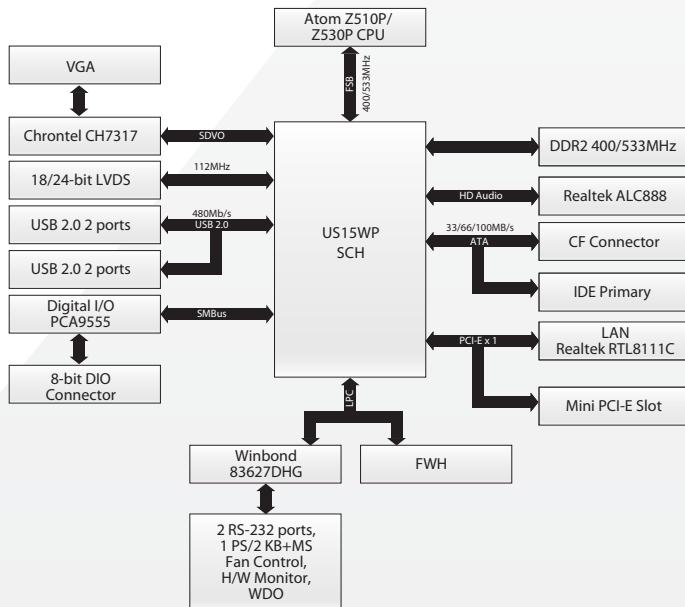 Atom Z510P/
Z530P CPU
FSB
400/533MHz
VGA
Chrontel CH7317
SDVO
18/24-bit LVDS
112MHz
USB 2.0 2 ports
480Mb/s
USB 2.0
USB 2.0 2 ports
Digital I/O
PCA9555
SMBus
8-bit DIO
Connector
US15WP
SCH
DDR2 400/533MHz
HD Audio
Realtek ALC888
33/66/100MB/s
ATA
CF Connector
IDE Primary
PCI-E x 1
LAN
Realtek RTL8111C
Mini PCI-E Slot
LPC
Winbond
83627DHG
FWH
2 RS-232 ports,
1 PS/2 KB+MS
Fan Control,
H/W Monitor,
WDO